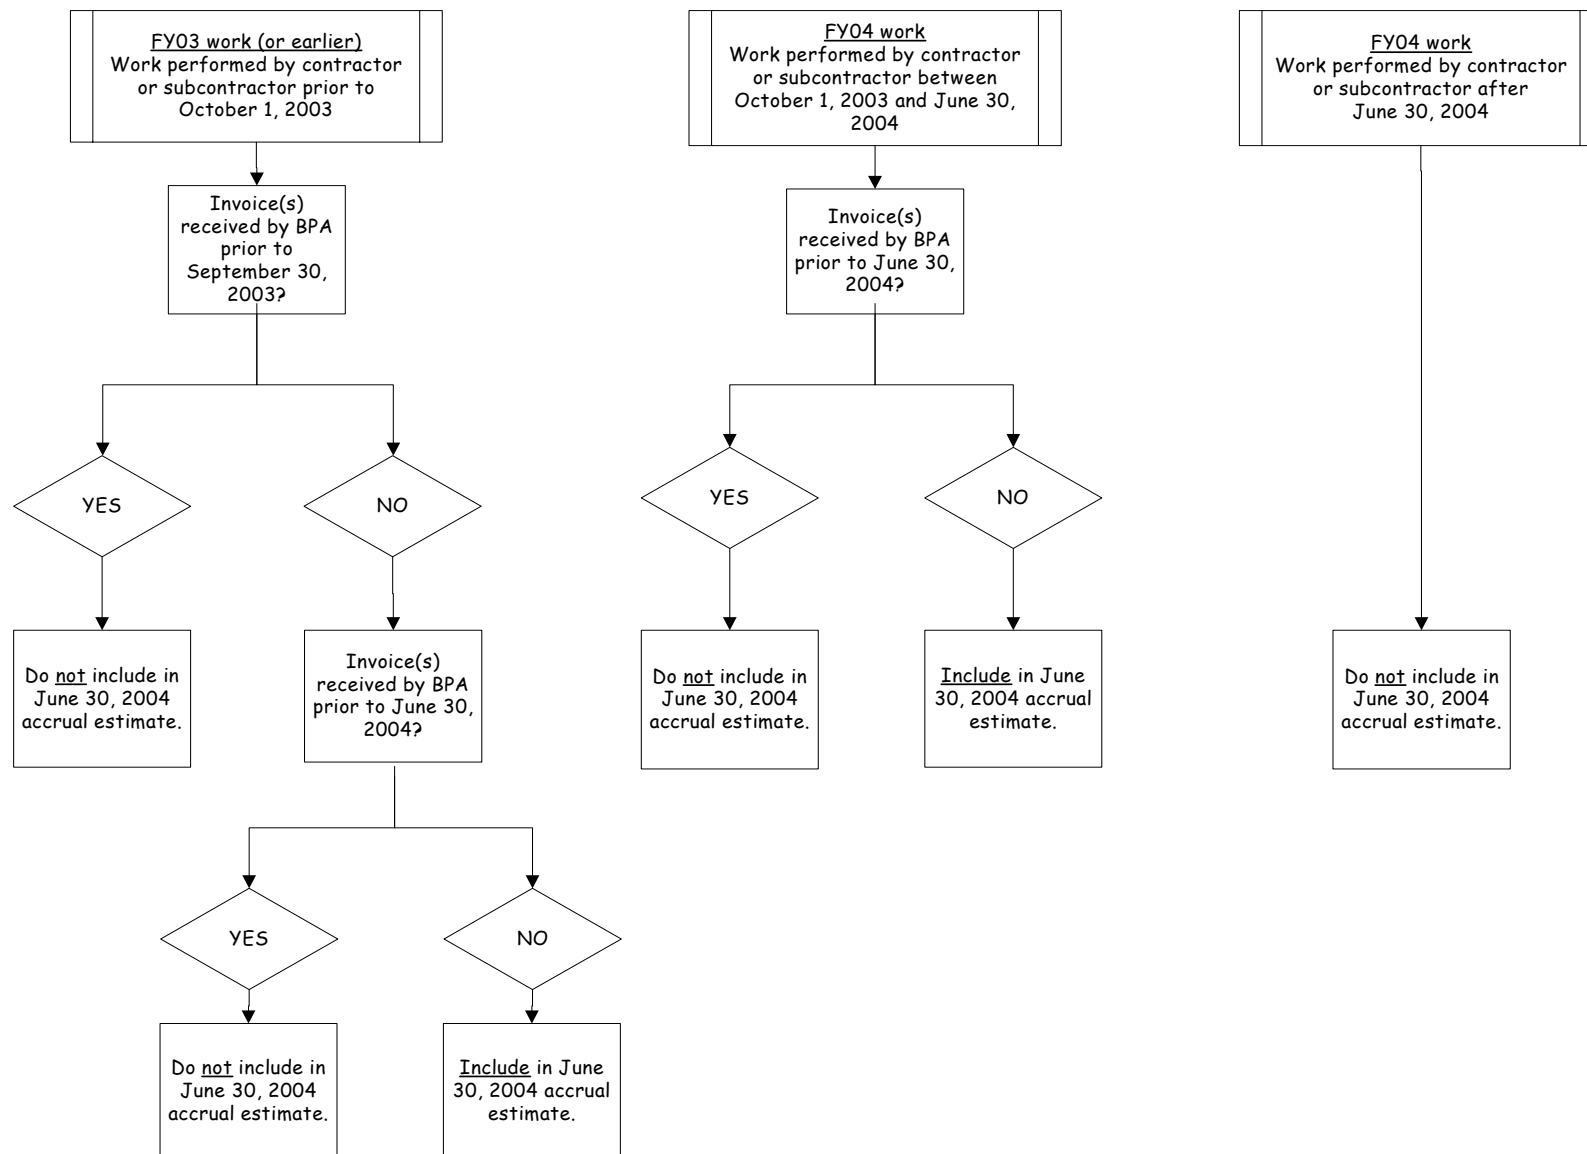 FY03 work (or earlier)
Work performed by contractor
or subcontractor prior to
October 1, 2003
FY04 work
Work performed by contractor
or subcontractor between
October 1, 2003 and June 30,
2004
FY04 work
Work performed by contractor
or subcontractor after
June 30, 2004
Invoice(s)
received by BPA
prior to
September 30,
2003?
Invoice(s)
received by BPA
prior to June 30,
2004?
YES
NO
YES
NO
Do not include in
June 30, 2004
accrual estimate.
Invoice(s)
received by BPA
prior to June 30,
2004?
Do not include in
June 30, 2004
accrual estimate.
Include in June
30, 2004 accrual
estimate.
Do not include in
June 30, 2004
accrual estimate.
YES
NO
Do not include in
June 30, 2004
accrual estimate.
Include in June
30, 2004 accrual
estimate.